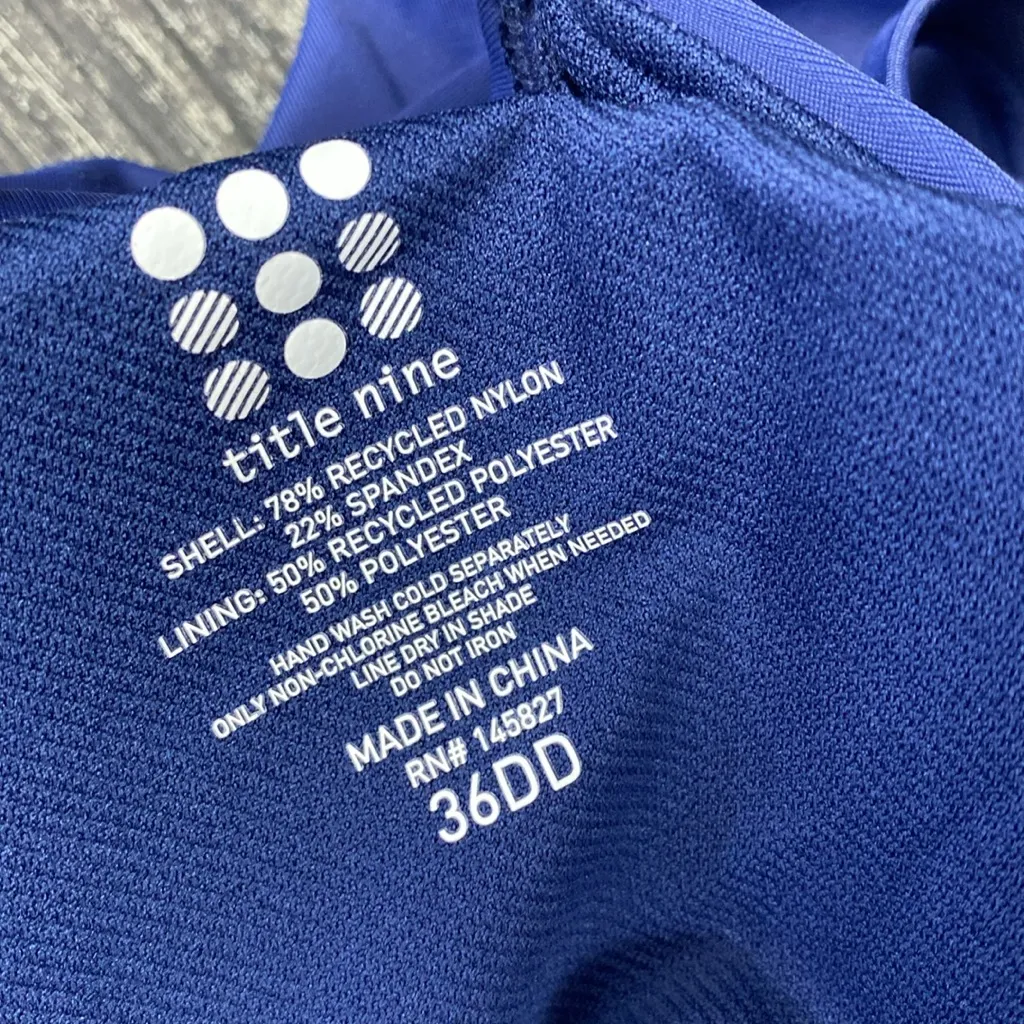 title nine
SHELL: 78% RECYCLED NYLON
22% SPANDEX
LINING: 50% RECYCLED POLYESTER
50% POLYESTER
HAND WASH COLD SEPARATELY
ONLY NON-CHLORINE BLEACH WHEN NEEDED
LINE DRY IN SHADE
DO NOT IRON
MADE IN CHINA
RN# 145827
36DD